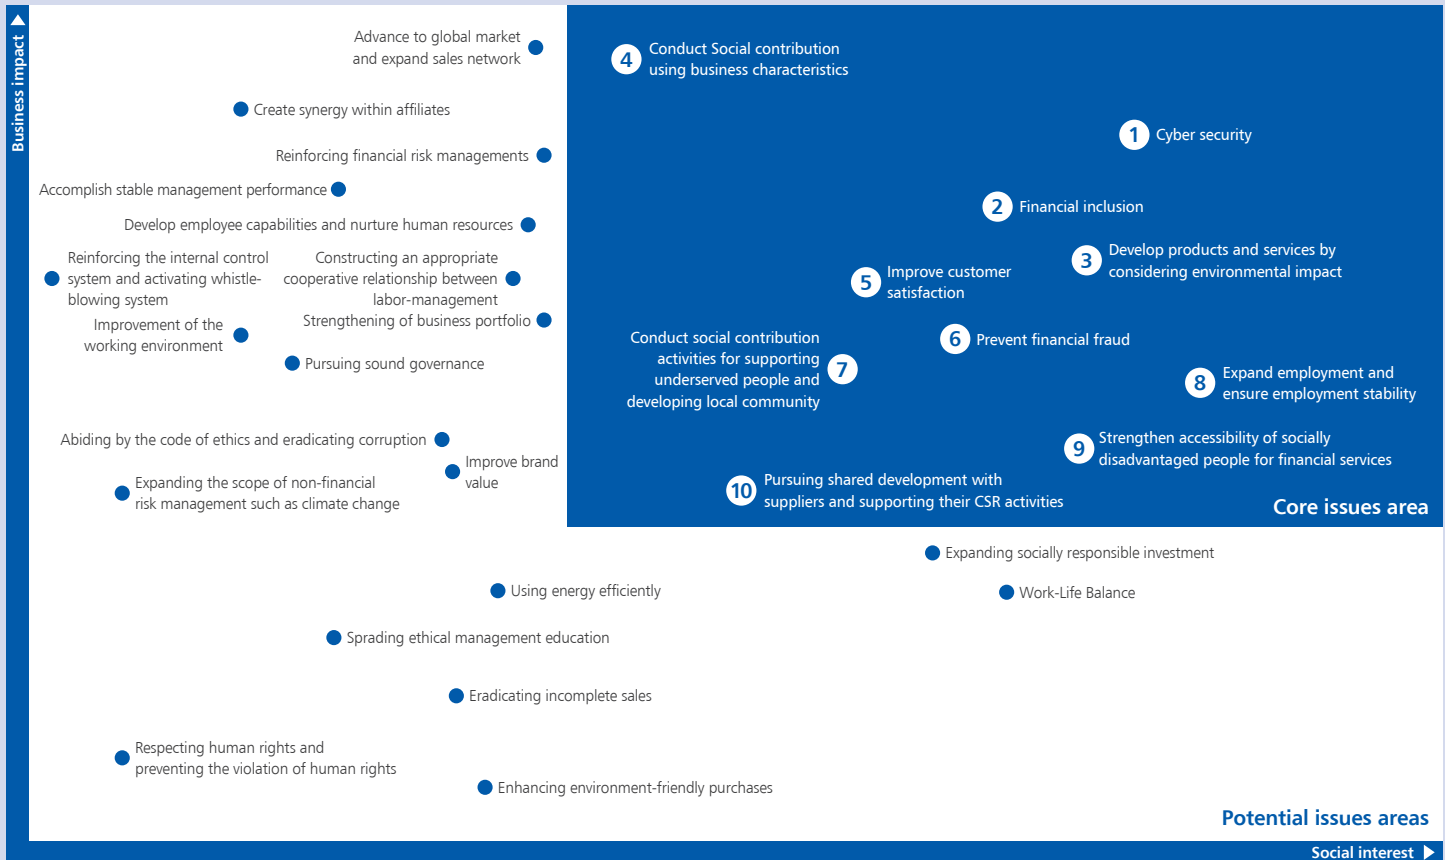 Business impact
Advance to global market
and expand sales network
Create synergy within affiliates
Reinforcing financial risk managements
Accomplish stable management performance
Develop employee capabilities and nurture human resources
Reinforcing the internal control
system and activating whistle-
blowing system
Constructing an appropriate
cooperative relationship between
labor-management
Strengthening of business portfolio
Improvement of the
working environment
Pursuing sound governance
Abiding by the code of ethics and eradicating corruption
Improve brand
value
Expanding the scope of non-financial
risk management such as climate change
4
Conduct Social contribution
using business characteristics
1 Cyber security
2 Financial inclusion
3
Develop products and services by
considering environmental impact
5
Improve customer
satisfaction
6 Prevent financial fraud
Conduct social contribution
activities for supporting
underserved people and
developing local community
7
8
Expand employment and
ensure employment stability
9
Strengthen accessibility of socially
disadvantaged people for financial services
10
Pursuing shared development with
suppliers and supporting their CSR activities
Core issues area
Expanding socially responsible investment
Using energy efficiently
Work-Life Balance
Sprading ethical management education
Eradicating incomplete sales
Respecting human rights and
preventing the violation of human rights
Enhancing environment-friendly purchases
Potential issues areas
Social interest